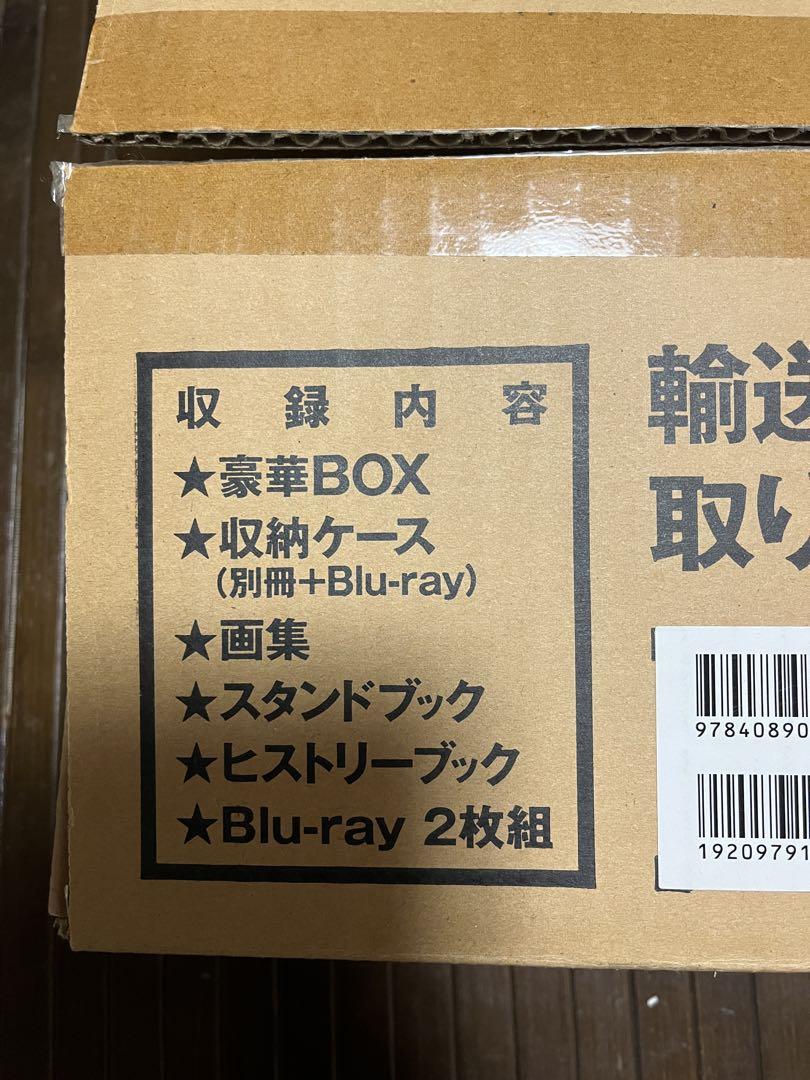 収録内容
★豪華BOX
★収納ケース
(別冊+Blu-ray)
★画集
★スタンドブック
★ヒストリーブック
★Blu-ray 2枚組
輸送
取り
97840890
19209791